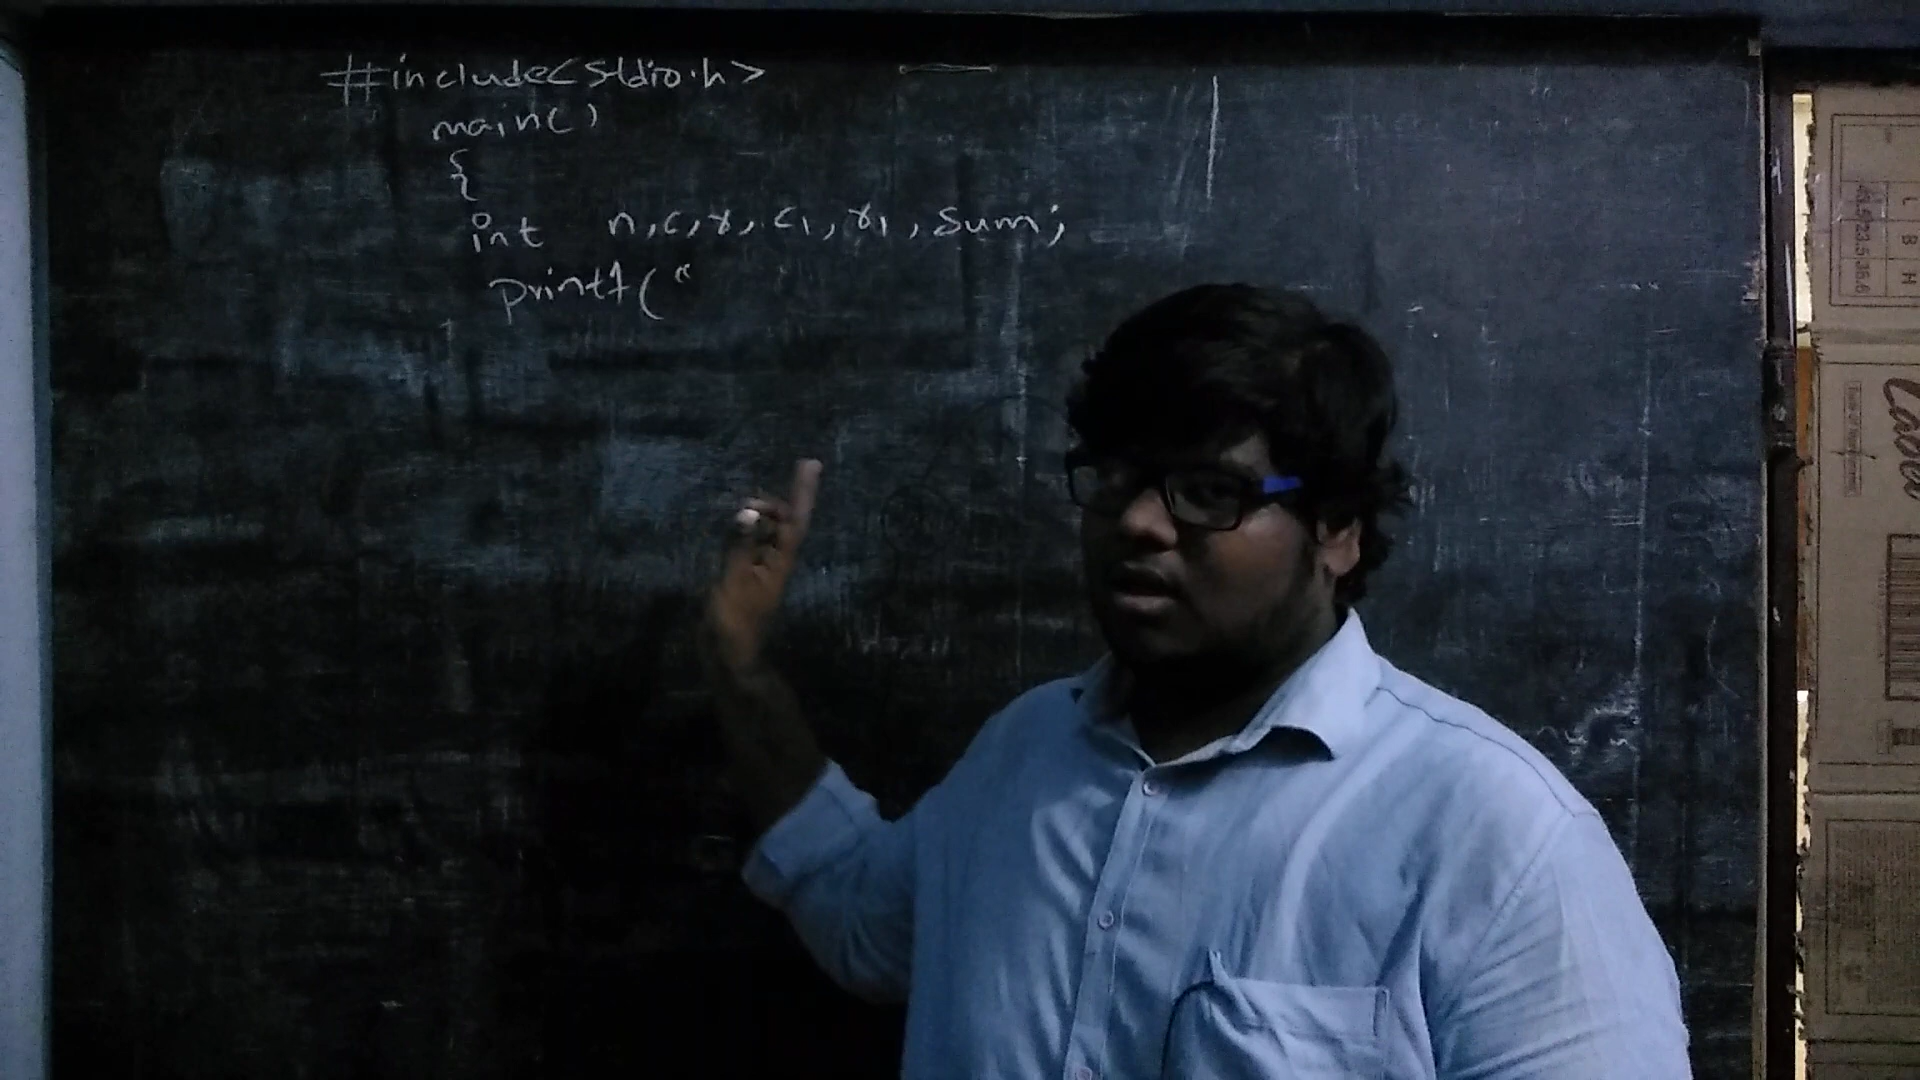 #include<stdio.h>
main()
{
int n,c,r,c1,r1,sum;
printf("
L B H